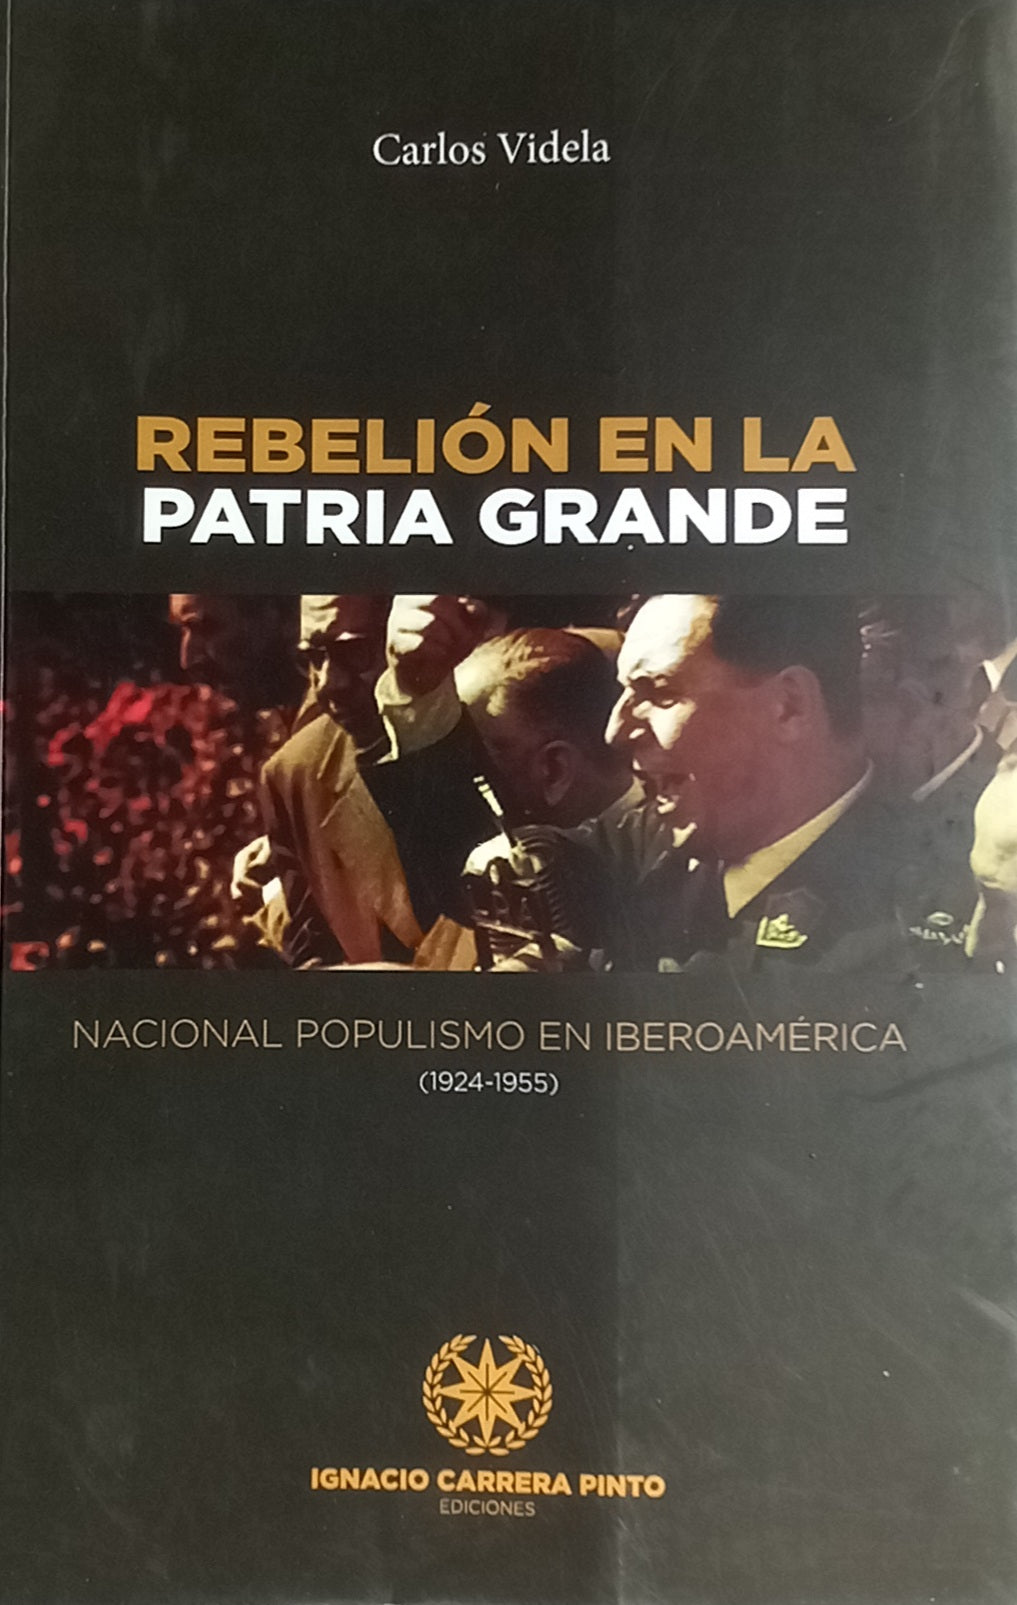 Carlos Videla
REBELIÓN EN LA
PATRIA GRANDE
NACIONAL POPULISMO EN IBEROAMÉRICA
(1924-1955)
IGNACIO CARRERA PINTO
EDICIONES